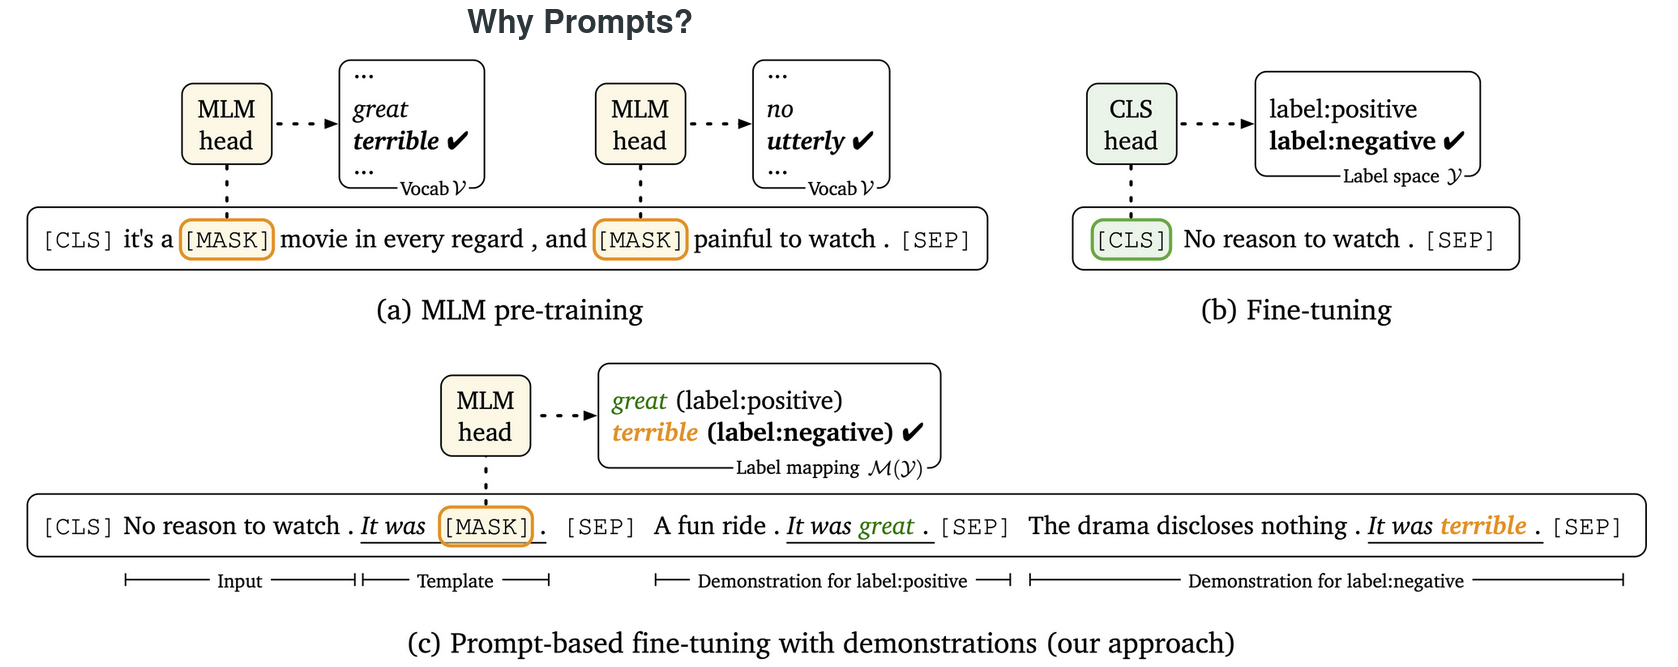 Why Prompts?
MLM
head
...
great
terrible ✔
...
Vocab 𝒱
MLM
head
...
no
utterly ✔
...
Vocab 𝒱
CLS
head
label:positive
label:negative ✔
Label space 𝒴
[CLS] it's a [MASK] movie in every regard , and [MASK] painful to watch . [SEP]
[CLS] No reason to watch . [SEP]
(a) MLM pre-training
(b) Fine-tuning
MLM
head
great (label:positive)
terrible (label:negative) ✔
Label mapping ℳ(𝒴)
[CLS] No reason to watch . It was [MASK] . [SEP] A fun ride . It was great . [SEP] The drama discloses nothing . It was terrible . [SEP]
Input
Template
Demonstration for label:positive
Demonstration for label:negative
(c) Prompt-based fine-tuning with demonstrations (our approach)